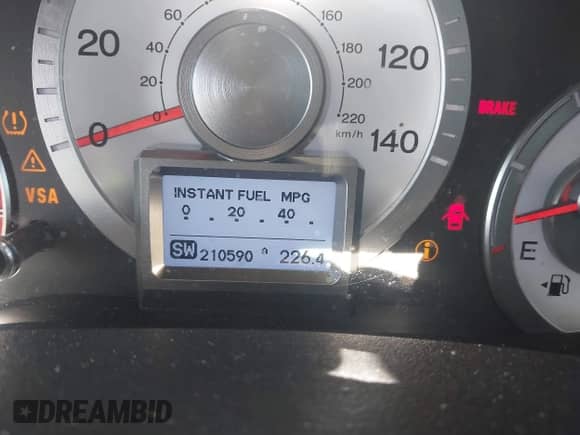 60
160
20
40
180
120
20
200
0
0
220
km/h
140
BRAKE
VSA
INSTANT FUEL MPG
0 . 20 . 40 .
SW 210590 A 226.4
i
E
DREAMBID